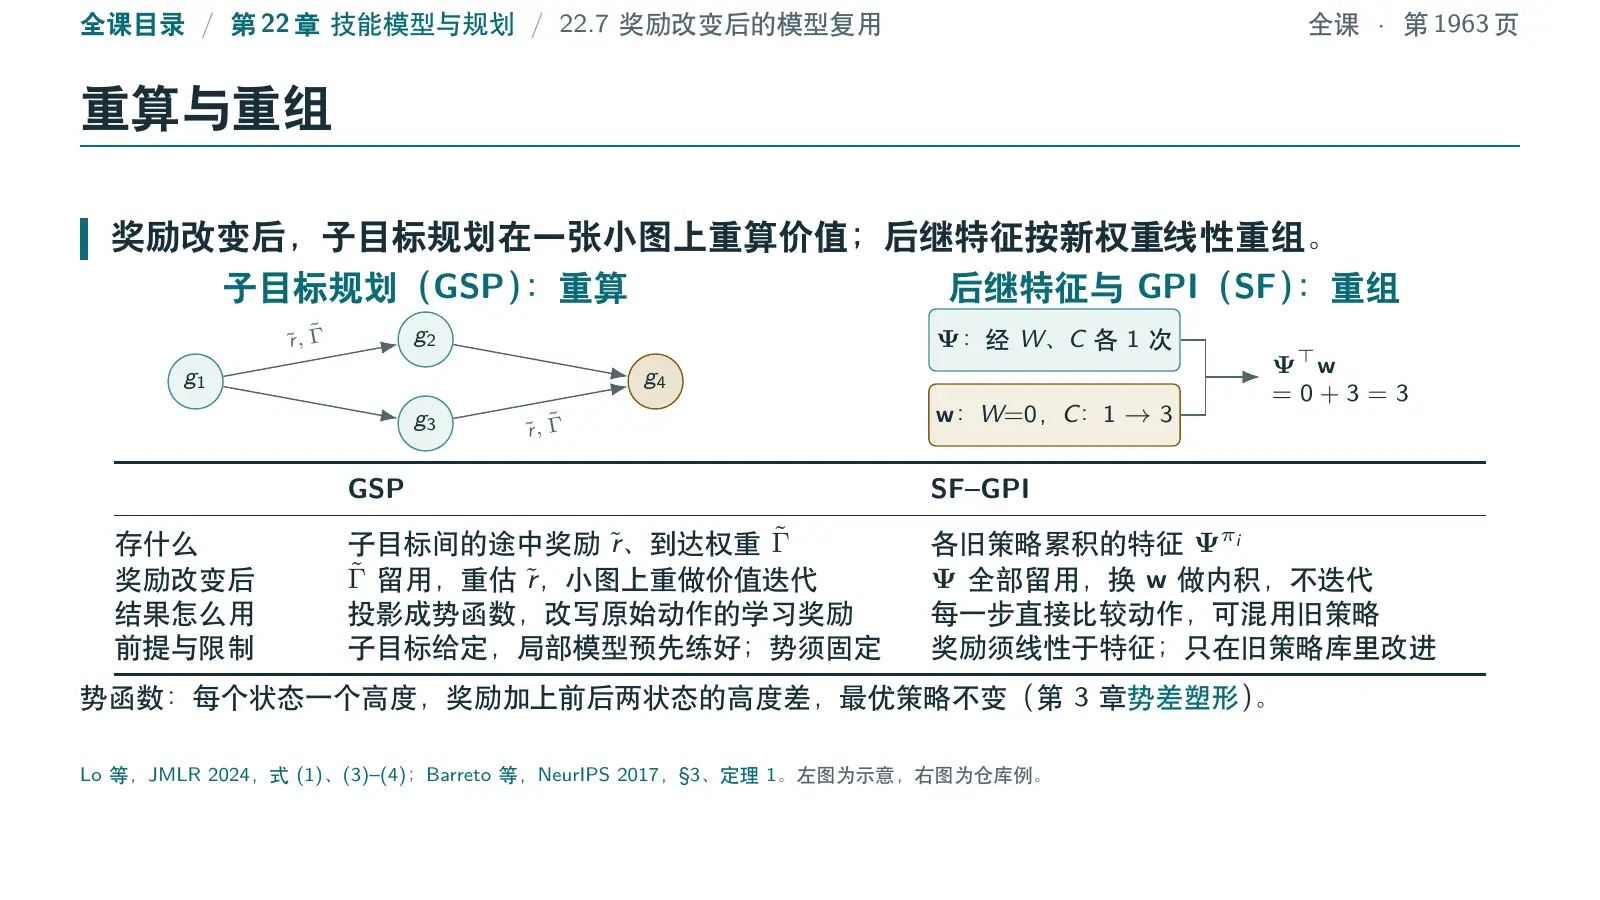 全课目录 / 第 22 章 技能模型与规划 / 22.7 奖励改变后的模型复用
全课 · 第 1963 页
重算与重组
奖励改变后，子目标规划在一张小图上重算价值；后继特征按新权重线性重组。
子目标规划（GSP）：重算
g₁
r̃, Γ̃
g₂
g₃
r̃, Γ̃
g₄
后继特征与 GPI（SF）：重组
Ψ：经 W、C 各 1 次
w：W=0，C：1 → 3
Ψ⊤w
= 0 + 3 = 3
GSP SF–GPI
存什么 子目标间的途中奖励 r̃、到达权重 Γ̃ 各旧策略累积的特征 Ψ^πᵢ
奖励改变后 Γ̃ 留用，重估 r̃，小图上重做价值迭代 Ψ 全部留用，换 w 做内积，不迭代
结果怎么用 投影成势函数，改写原始动作的学习奖励 每一步直接比较动作，可混用旧策略
前提与限制 子目标给定，局部模型预先练好；势须固定 奖励须线性于特征；只在旧策略库里改进
势函数：每个状态一个高度，奖励加上前后两状态的高度差，最优策略不变（第 3 章势差塑形）。
Lo 等，JMLR 2024，式 (1)、(3)–(4)；Barreto 等，NeurIPS 2017，§3、定理 1。左图为示意，右图为仓库例。